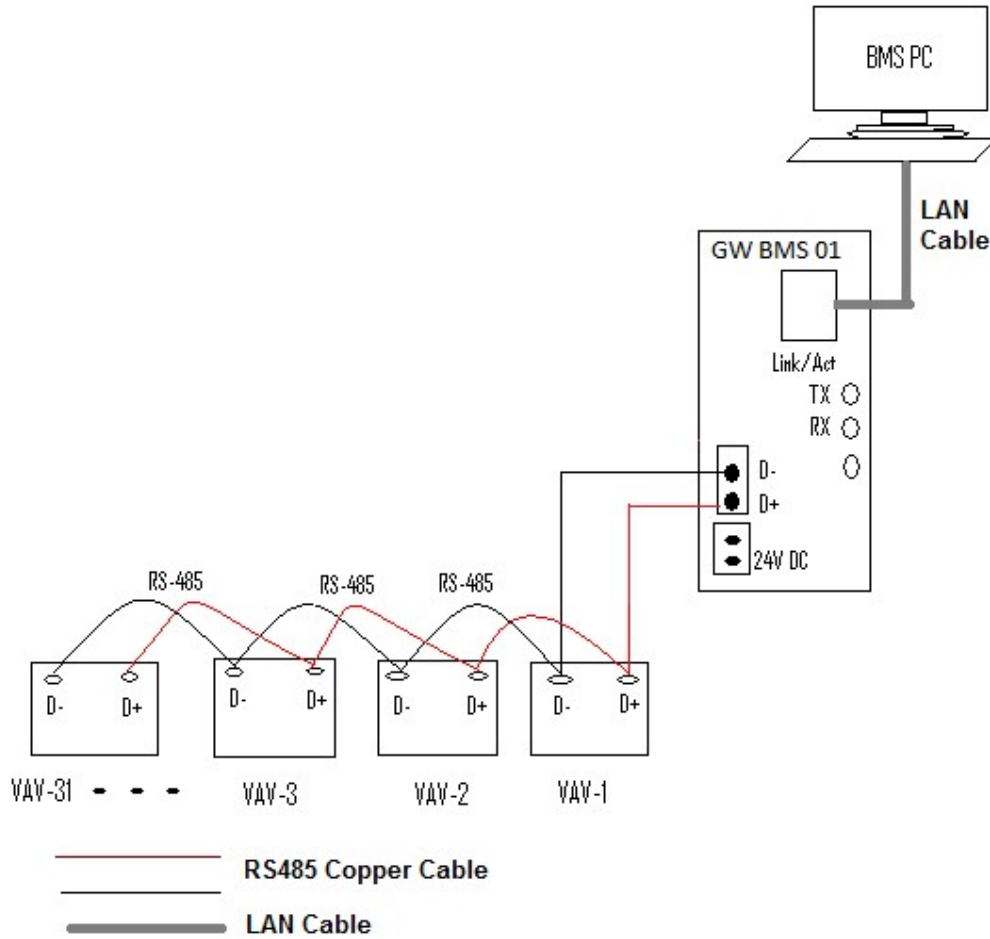 BMS PC
LAN
Cable
GW BMS 01
Link/Act
TX
RX
D-
D+
24V DC
RS-485
RS-485
RS-485
D-
D+
D-
D+
D-
D+
D-
D+
VAV-31
VAV-3
VAV-2
VAV-1
RS485 Copper Cable
LAN Cable